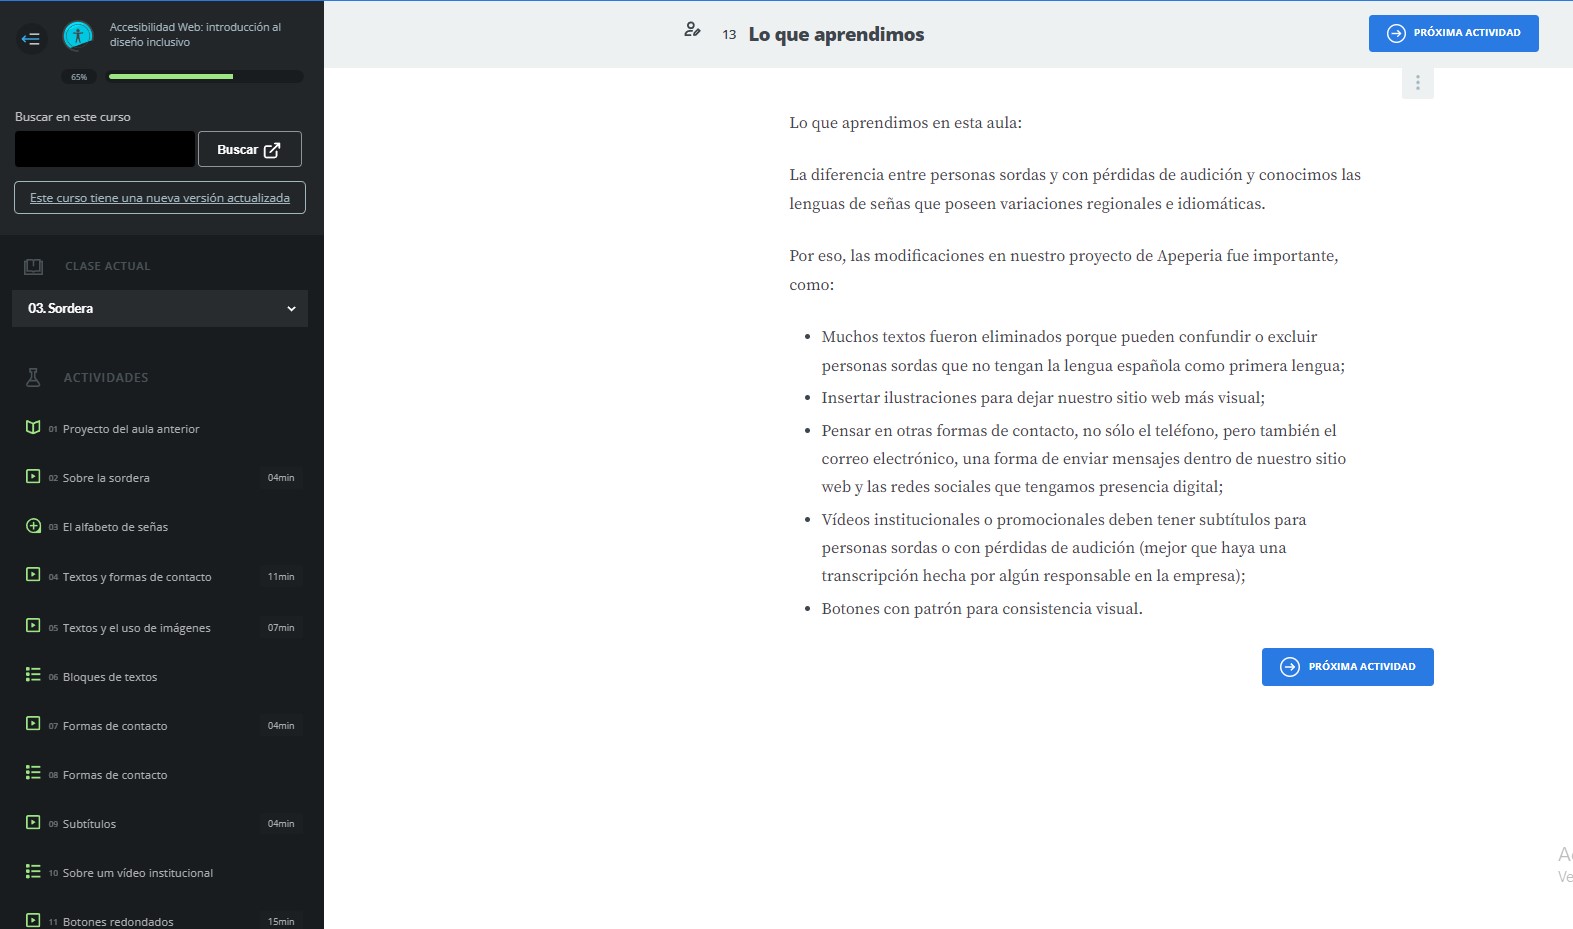 Accesibilidad Web: introducción al
diseño inclusivo
65%
Buscar en este curso
Buscar
Este curso tiene una nueva versión actualizada
CLASE ACTUAL
03. Sordera
ACTIVIDADES
01 Proyecto del aula anterior
02 Sobre la sordera 04min
03 El alfabeto de señas
04 Textos y formas de contacto 11min
05 Textos y el uso de imágenes 07min
06 Bloques de textos
07 Formas de contacto 04min
08 Formas de contacto
09 Subtítulos 04min
10 Sobre um vídeo institucional
11 Botones redondados 15min
13 Lo que aprendimos
PRÓXIMA ACTIVIDAD
Lo que aprendimos en esta aula:
La diferencia entre personas sordas y con pérdidas de audición y conocimos las
lenguas de señas que poseen variaciones regionales e idiomáticas.
Por eso, las modificaciones en nuestro proyecto de Apeperia fue importante,
como:
• Muchos textos fueron eliminados porque pueden confundir o excluir
personas sordas que no tengan la lengua española como primera lengua;
• Insertar ilustraciones para dejar nuestro sitio web más visual;
• Pensar en otras formas de contacto, no sólo el teléfono, pero también el
correo electrónico, una forma de enviar mensajes dentro de nuestro sitio
web y las redes sociales que tengamos presencia digital;
• Vídeos institucionales o promocionales deben tener subtítulos para
personas sordas o con pérdidas de audición (mejor que haya una
transcripción hecha por algún responsable en la empresa);
• Botones con patrón para consistencia visual.
PRÓXIMA ACTIVIDAD